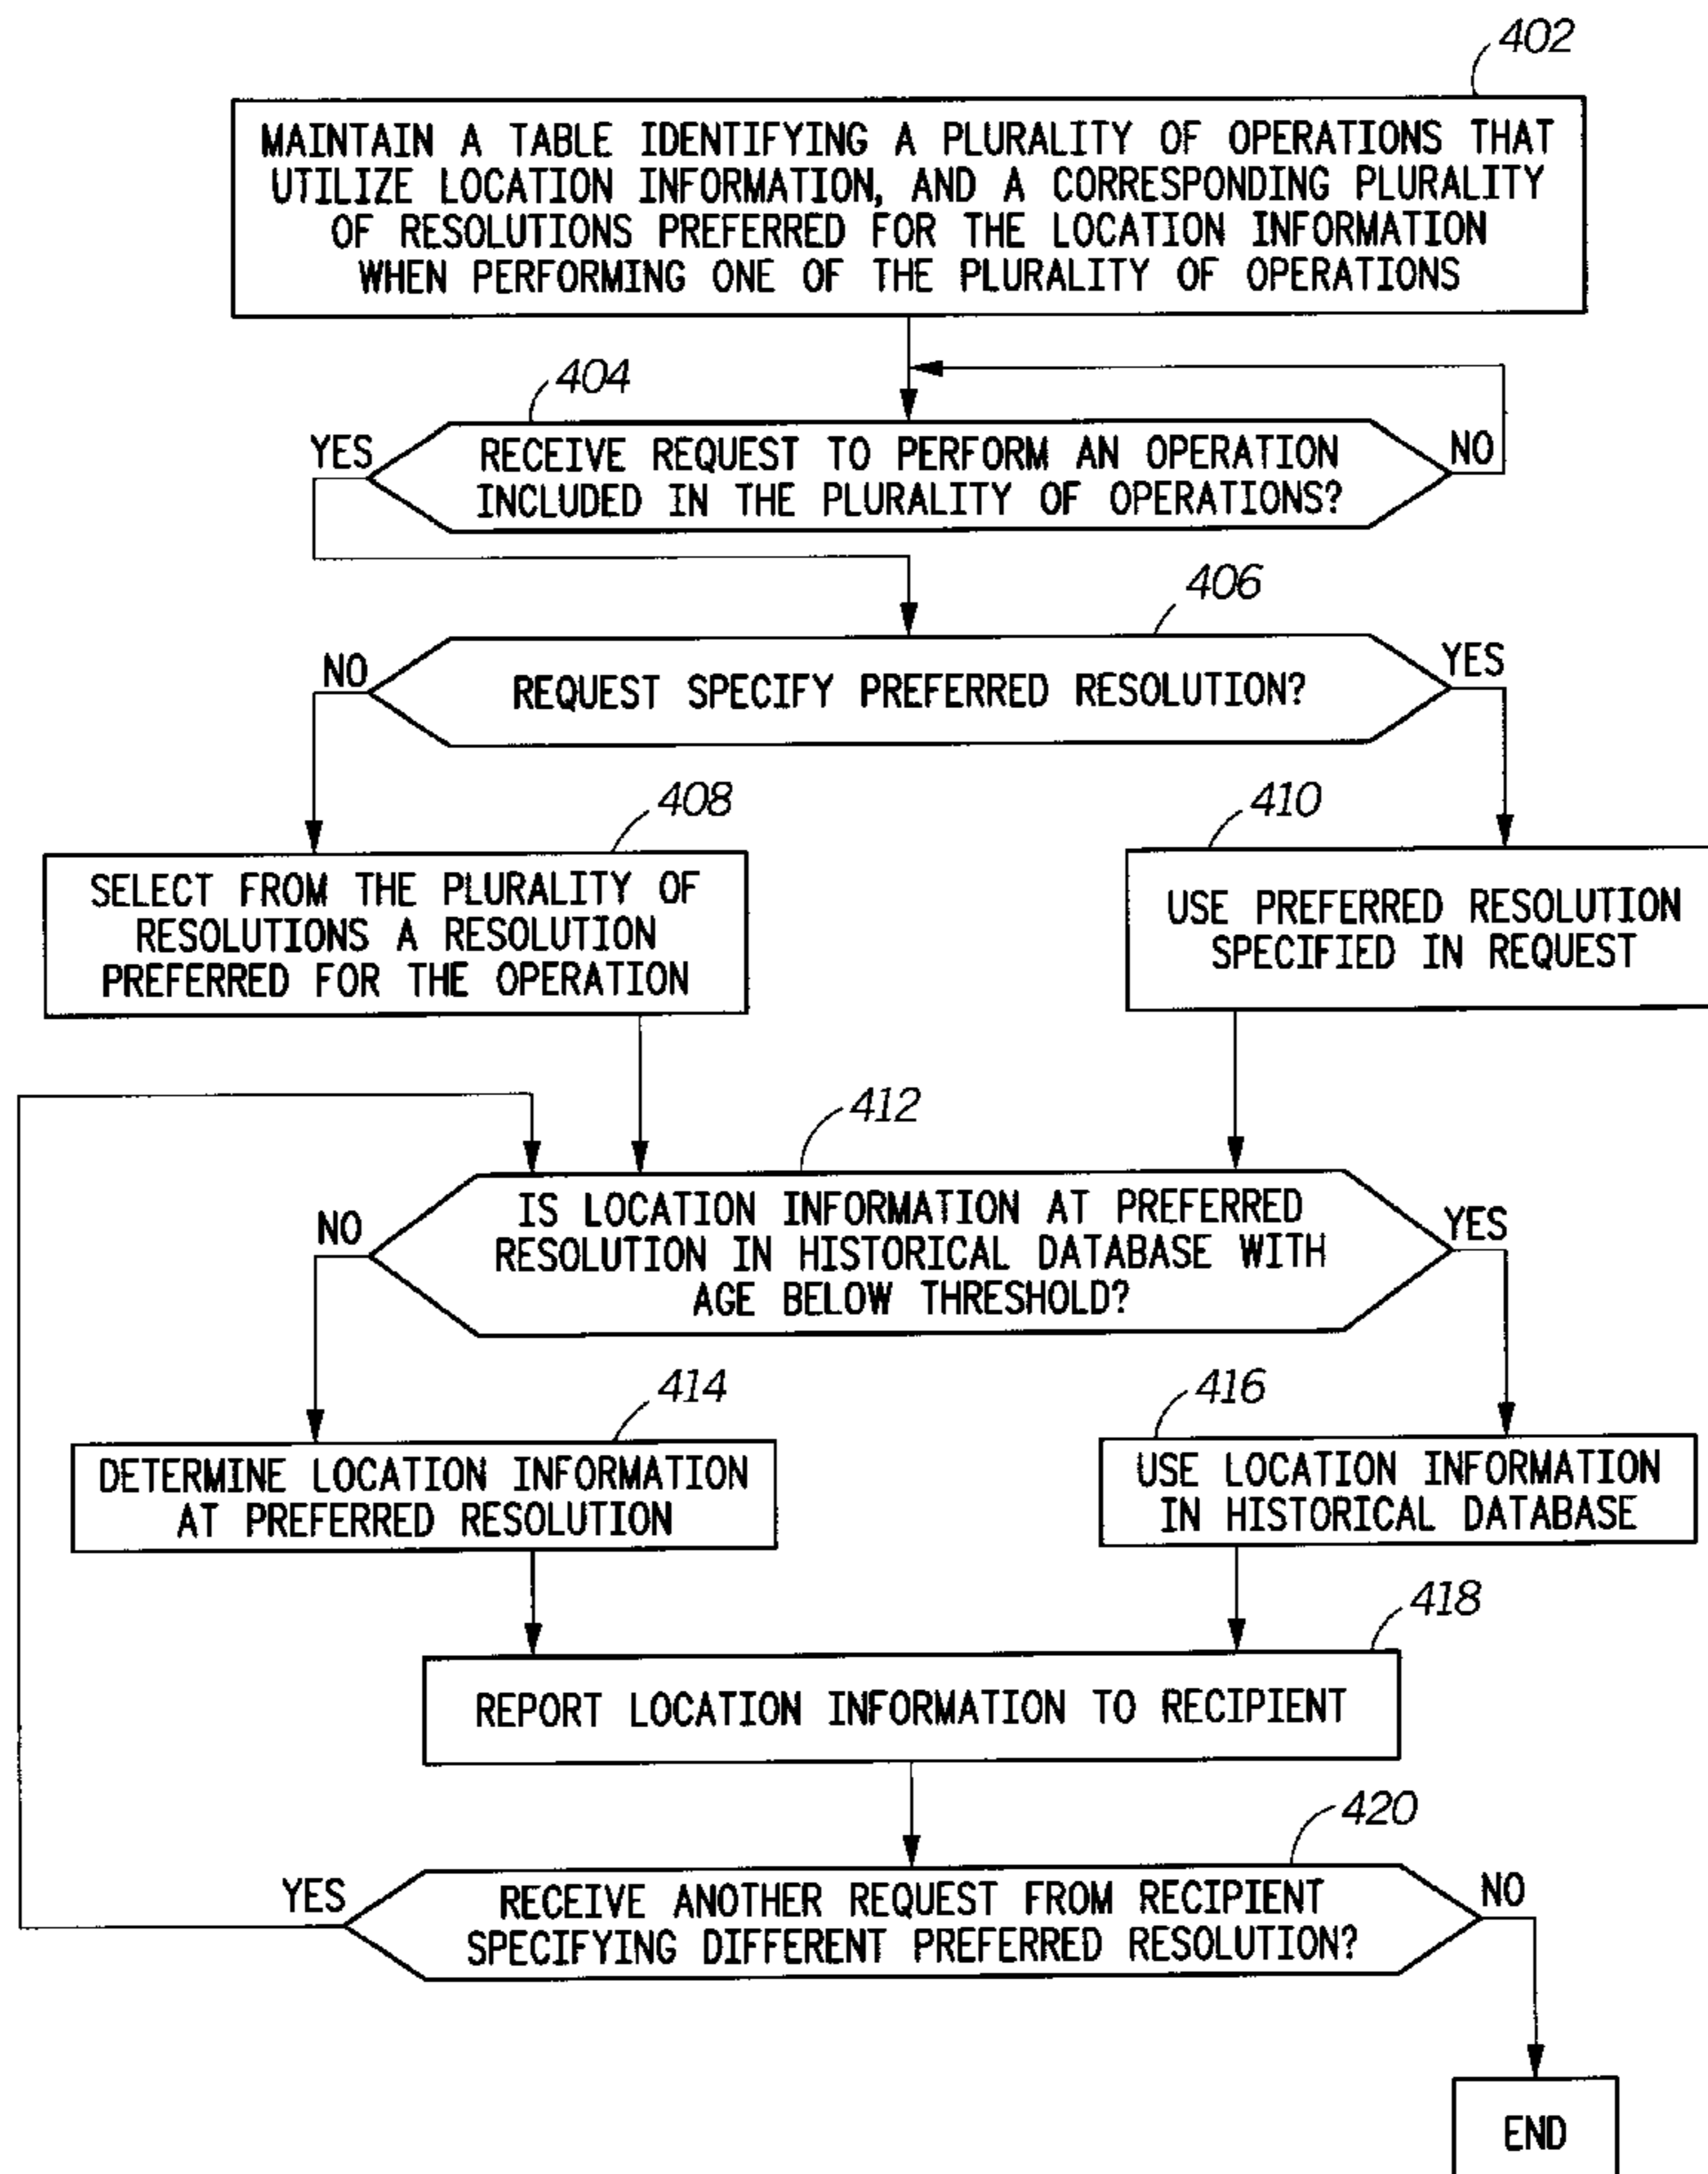 402
MAINTAIN A TABLE IDENTIFYING A PLURALITY OF OPERATIONS THAT
UTILIZE LOCATION INFORMATION, AND A CORRESPONDING PLURALITY
OF RESOLUTIONS PREFERRED FOR THE LOCATION INFORMATION
WHEN PERFORMING ONE OF THE PLURALITY OF OPERATIONS
404
YES
RECEIVE REQUEST TO PERFORM AN OPERATION
INCLUDED IN THE PLURALITY OF OPERATIONS?
NO
406
NO
REQUEST SPECIFY PREFERRED RESOLUTION?
YES
408
SELECT FROM THE PLURALITY OF
RESOLUTIONS A RESOLUTION
PREFERRED FOR THE OPERATION
410
USE PREFERRED RESOLUTION
SPECIFIED IN REQUEST
412
NO
IS LOCATION INFORMATION AT PREFERRED
RESOLUTION IN HISTORICAL DATABASE WITH
AGE BELOW THRESHOLD?
YES
414
DETERMINE LOCATION INFORMATION
AT PREFERRED RESOLUTION
416
USE LOCATION INFORMATION
IN HISTORICAL DATABASE
418
REPORT LOCATION INFORMATION TO RECIPIENT
420
YES
RECEIVE ANOTHER REQUEST FROM RECIPIENT
SPECIFYING DIFFERENT PREFERRED RESOLUTION?
NO
END